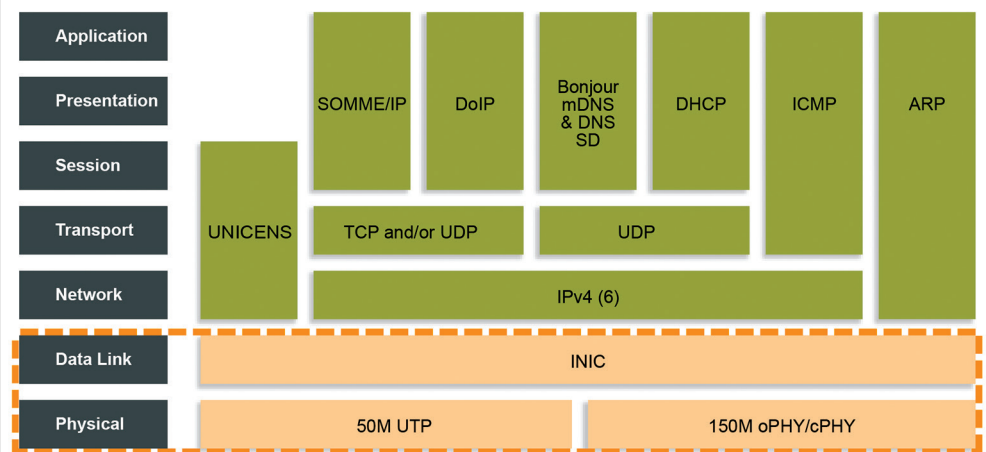 Application
Presentation
SOMME/IP
DoIP
Bonjour
mDNS
& DNS
SD
DHCP
ICMP
ARP
Session
Transport
UNICENS
TCP and/or UDP
UDP
Network
IPv4 (6)
Data Link
INIC
Physical
50M UTP
150M oPHY/cPHY